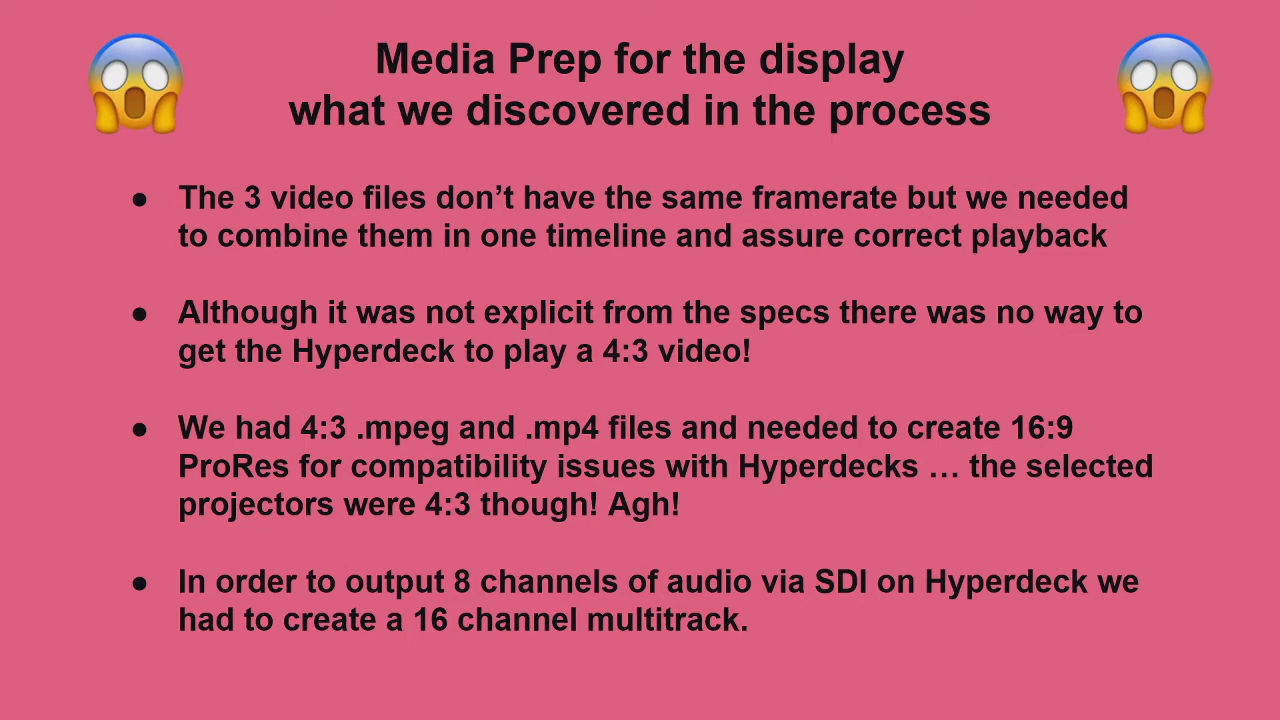 Media Prep for the display
what we discovered in the process
● The 3 video files don’t have the same framerate but we needed
to combine them in one timeline and assure correct playback
● Although it was not explicit from the specs there was no way to
get the Hyperdeck to play a 4:3 video!
● We had 4:3 .mpeg and .mp4 files and needed to create 16:9
ProRes for compatibility issues with Hyperdecks … the selected
projectors were 4:3 though! Agh!
● In order to output 8 channels of audio via SDI on Hyperdeck we
had to create a 16 channel multitrack.